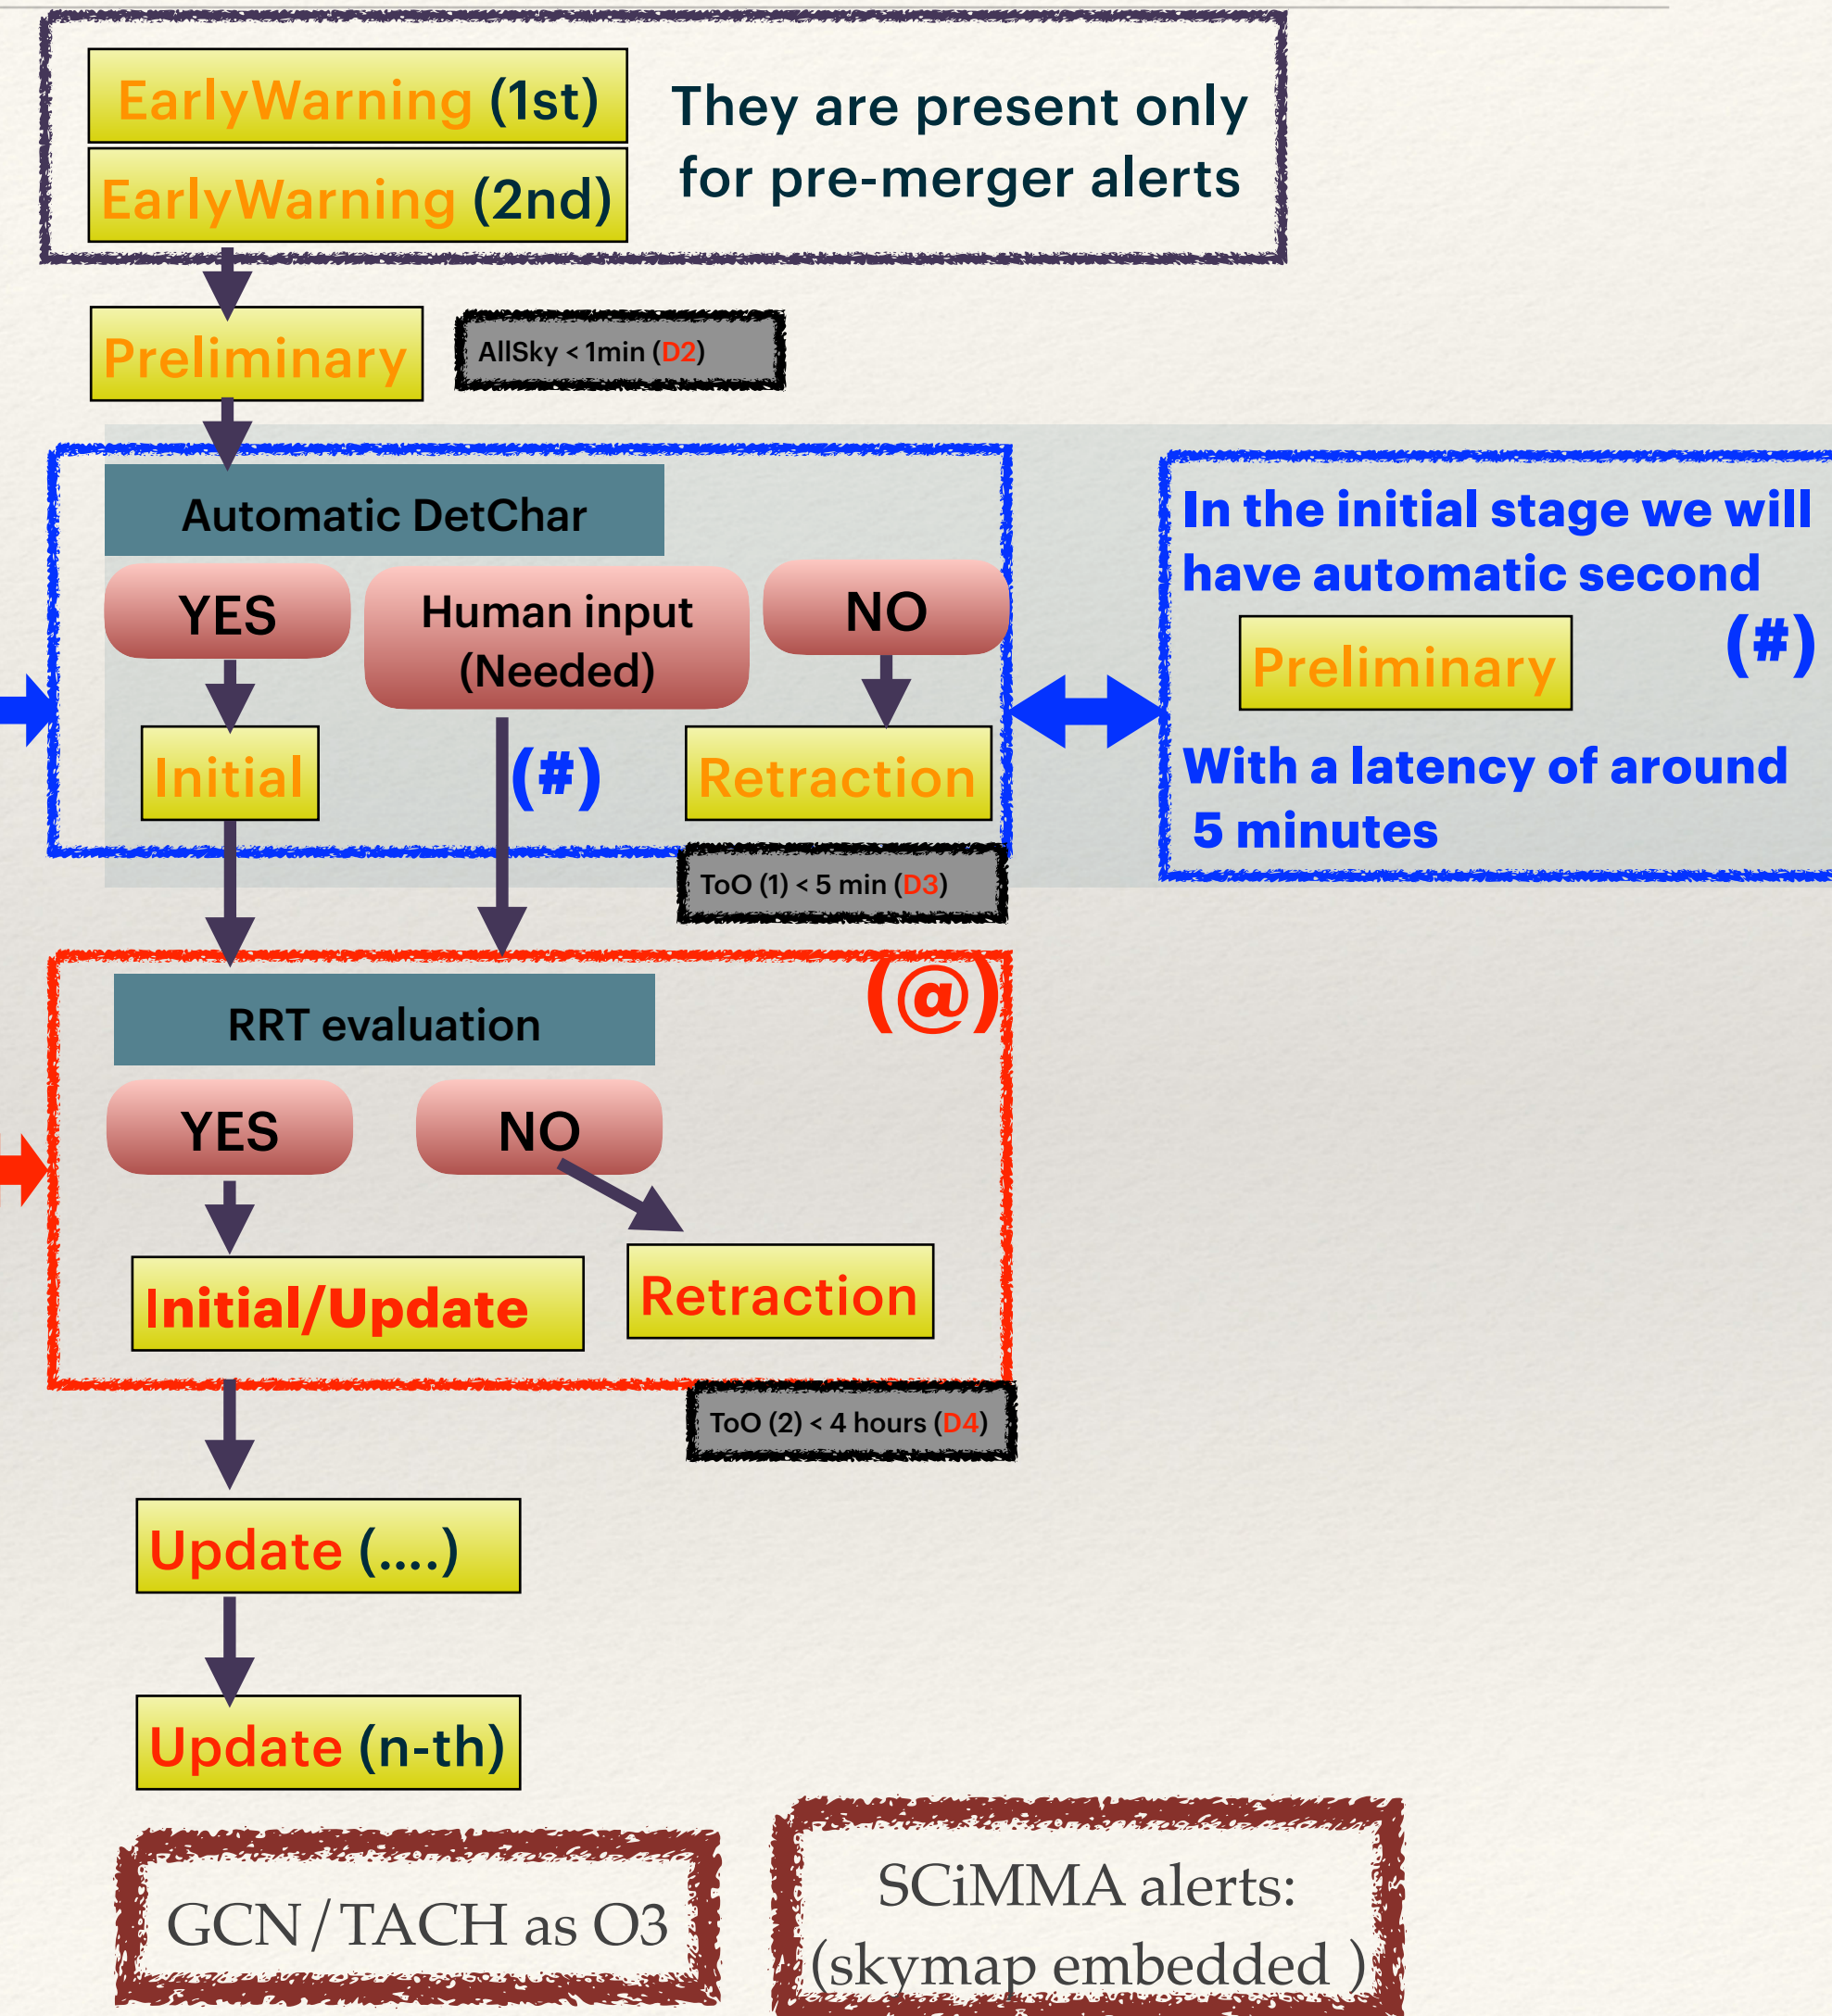 EarlyWarning (1st)
EarlyWarning (2nd)
They are present only
for pre-merger alerts
Preliminary
AllSky < 1min (D2)
Automatic DetChar
YES
Human input
(Needed)
NO
Initial
(#)
Retraction
ToO (1) < 5 min (D3)
In the initial stage we will
have automatic second
Preliminary
(#)
With a latency of around
5 minutes
(@)
RRT evaluation
YES
NO
Initial/Update
Retraction
ToO (2) < 4 hours (D4)
Update (....)
Update (n-th)
GCN/TACH as O3
SCiMMA alerts:
(skymap embedded )